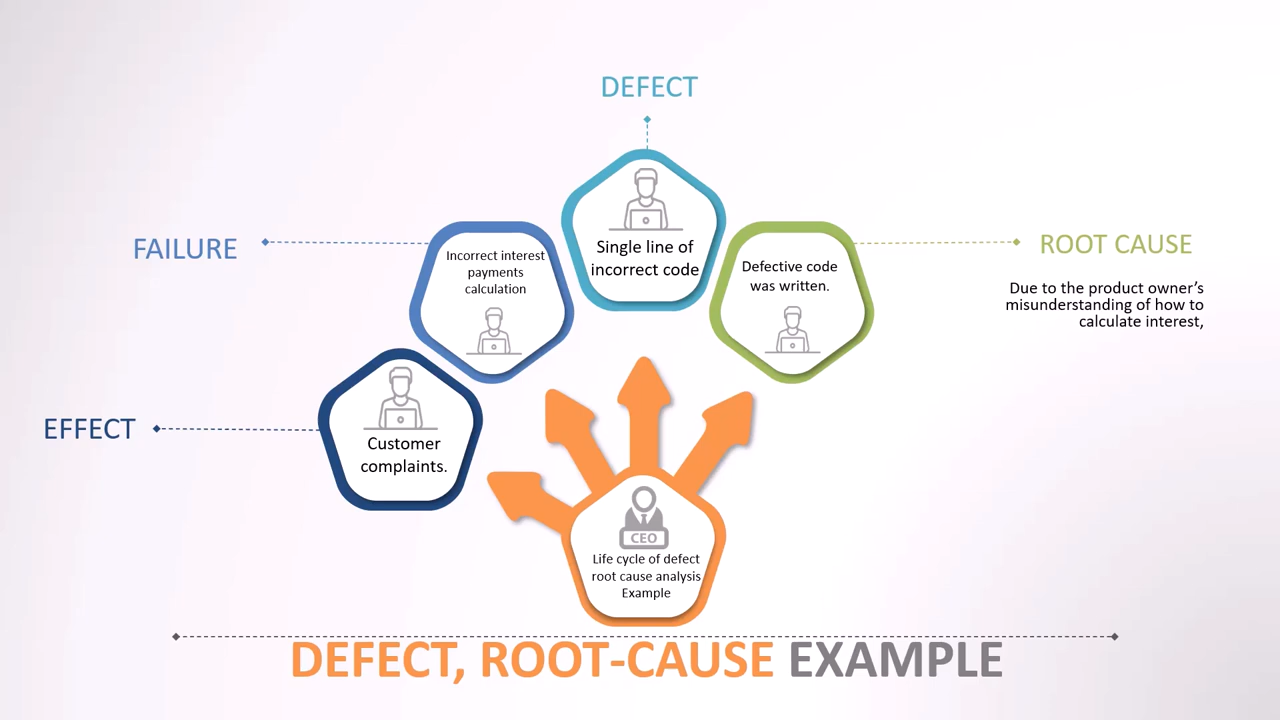 DEFECT
FAILURE
Incorrect interest
payments
calculation
Single line of
incorrect code
Defective code
was written.
ROOT CAUSE
Due to the product owner’s
misunderstanding of how to
calculate interest,
EFFECT
Customer
complaints.
CEO
Life cycle of defect
root cause analysis
Example
DEFECT, ROOT-CAUSE EXAMPLE